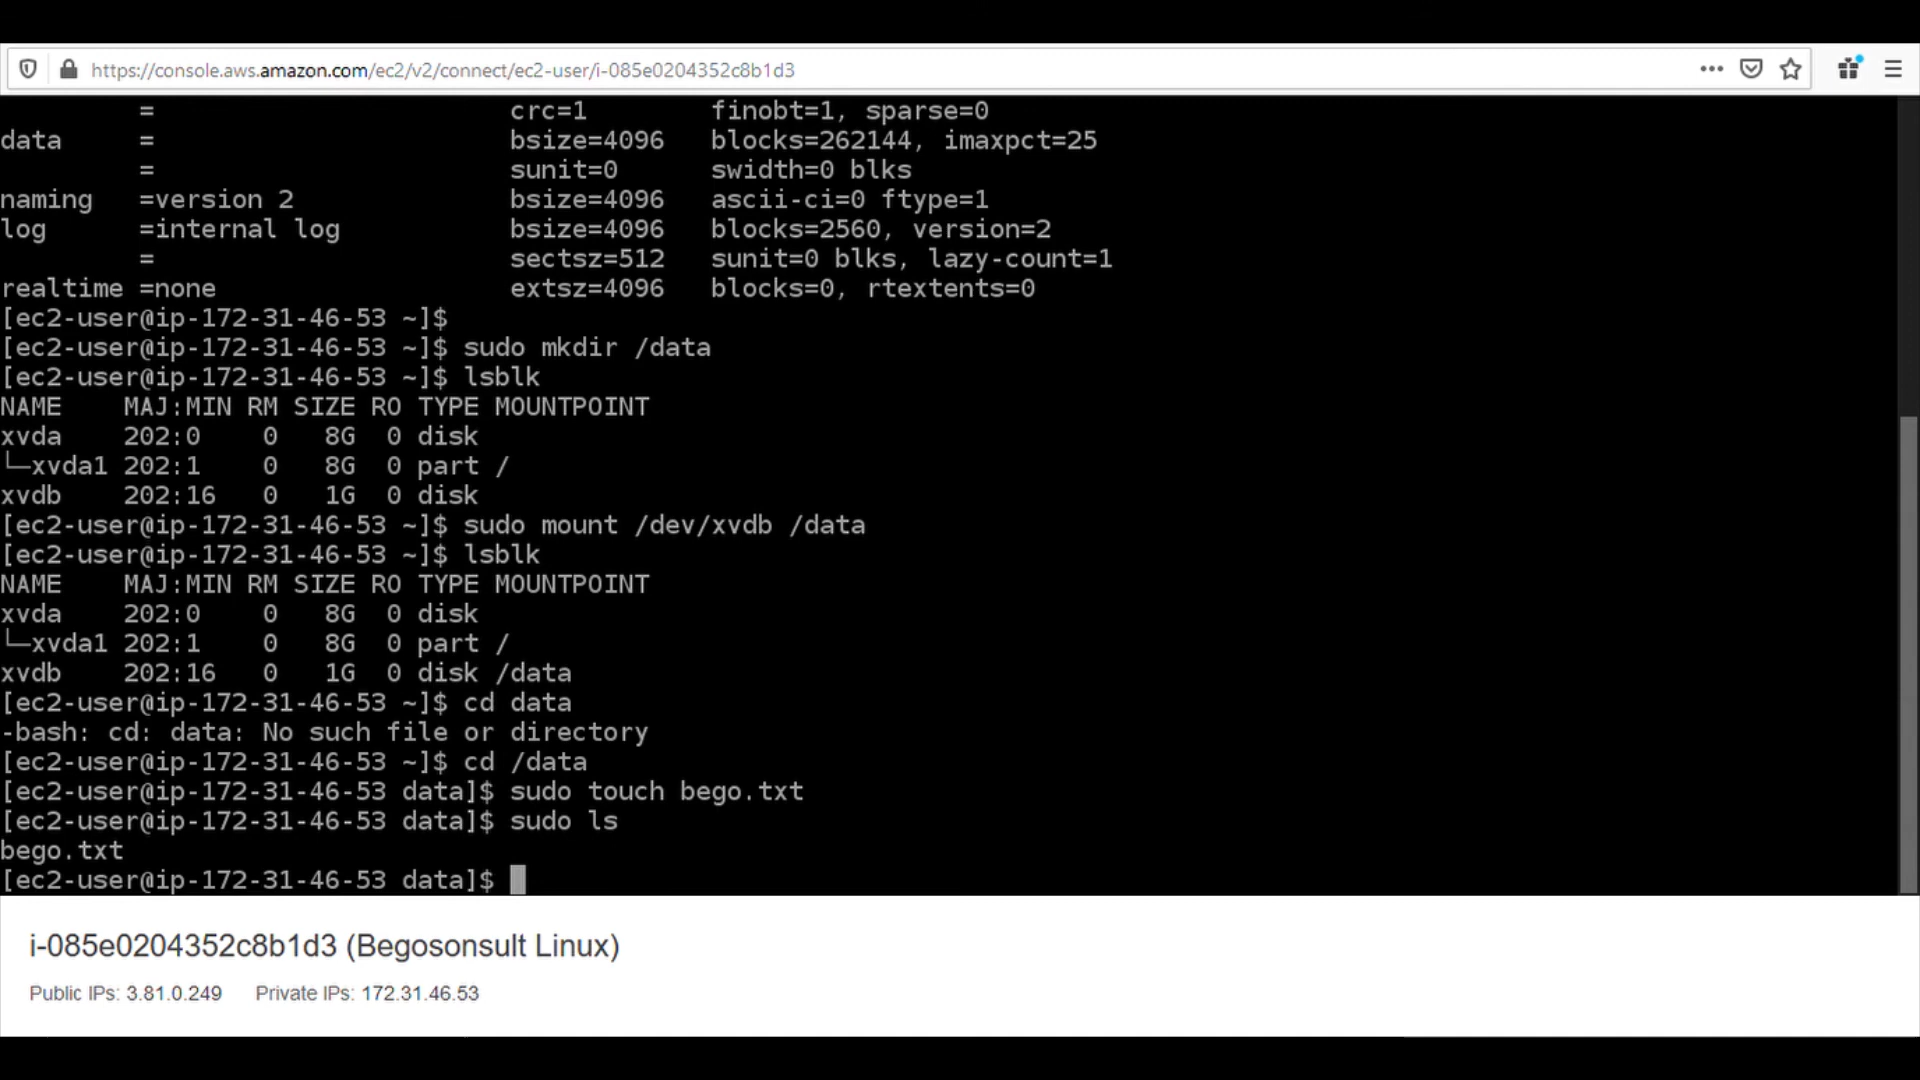 https://console.aws.amazon.com/ec2/v2/connect/ec2-user/i-085e0204352c8b1d3
         =                       crc=1        finobt=1, sparse=0
data     =                       bsize=4096   blocks=262144, imaxpct=25
         =                       sunit=0      swidth=0 blks
naming   =version 2              bsize=4096   ascii-ci=0 ftype=1
log      =internal log           bsize=4096   blocks=2560, version=2
         =                       sectsz=512   sunit=0 blks, lazy-count=1
realtime =none                   extsz=4096   blocks=0, rtextents=0
[ec2-user@ip-172-31-46-53 ~]$
[ec2-user@ip-172-31-46-53 ~]$ sudo mkdir /data
[ec2-user@ip-172-31-46-53 ~]$ lsblk
NAME    MAJ:MIN RM SIZE RO TYPE MOUNTPOINT
xvda    202:0    0   8G  0 disk
└─xvda1 202:1    0   8G  0 part /
xvdb    202:16   0   1G  0 disk
[ec2-user@ip-172-31-46-53 ~]$ sudo mount /dev/xvdb /data
[ec2-user@ip-172-31-46-53 ~]$ lsblk
NAME    MAJ:MIN RM SIZE RO TYPE MOUNTPOINT
xvda    202:0    0   8G  0 disk
└─xvda1 202:1    0   8G  0 part /
xvdb    202:16   0   1G  0 disk /data
[ec2-user@ip-172-31-46-53 ~]$ cd data
-bash: cd: data: No such file or directory
[ec2-user@ip-172-31-46-53 ~]$ cd /data
[ec2-user@ip-172-31-46-53 data]$ sudo touch bego.txt
[ec2-user@ip-172-31-46-53 data]$ sudo ls
bego.txt
[ec2-user@ip-172-31-46-53 data]$
i-085e0204352c8b1d3 (Begosonsult Linux)
Public IPs: 3.81.0.249    Private IPs: 172.31.46.53